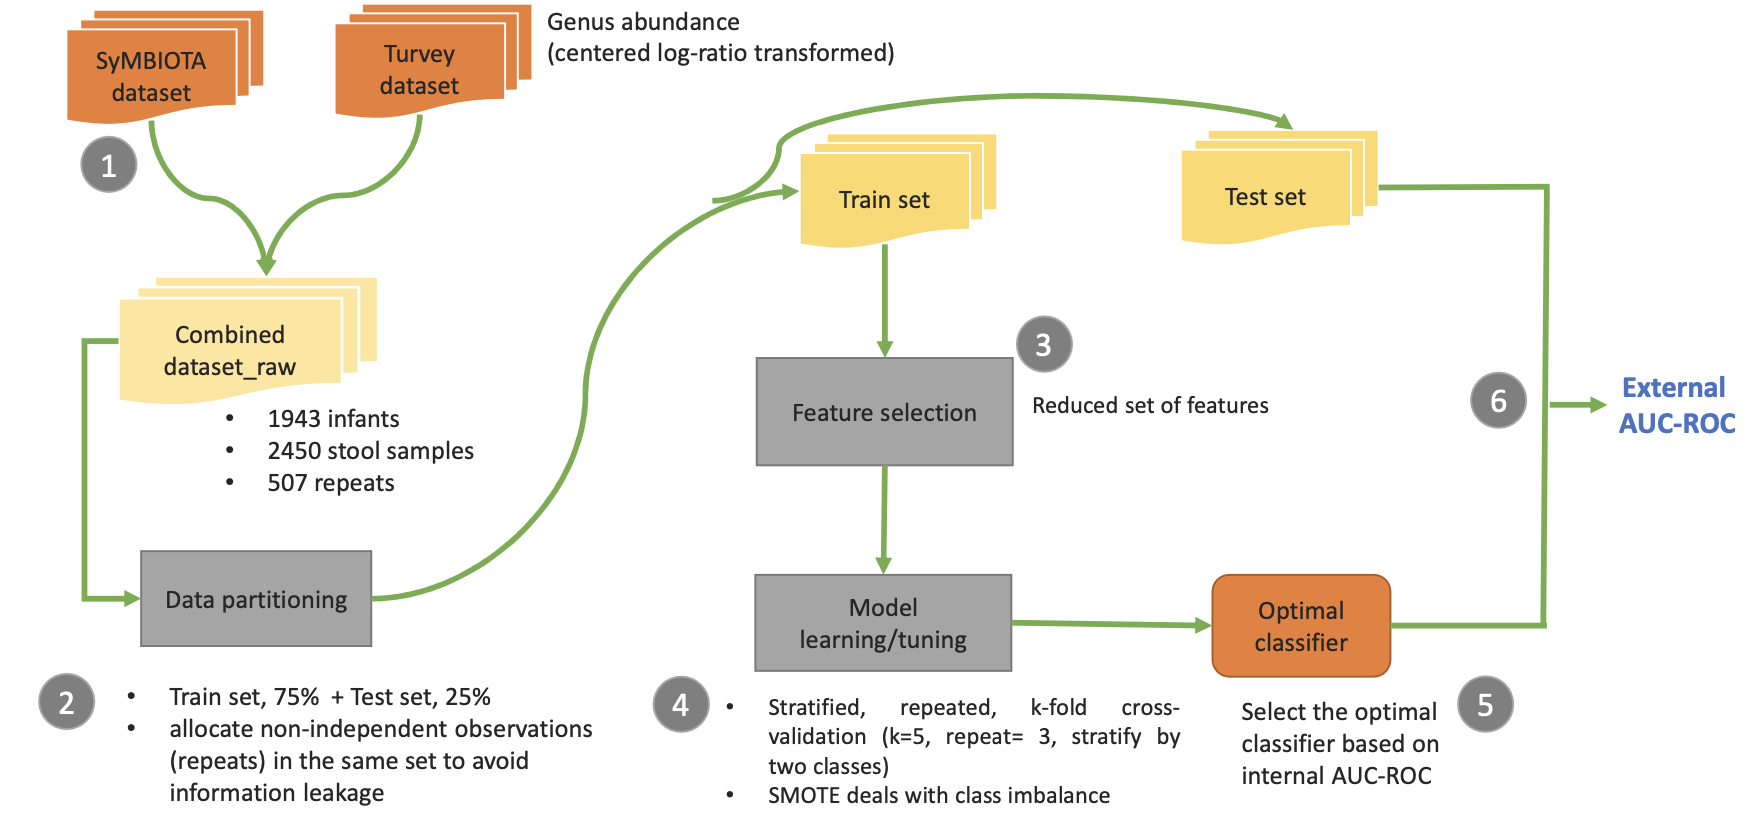 SyMBIOTA
dataset
Turvey
dataset
Genus abundance
(centered log-ratio transformed)
1
Combined
dataset_raw
• 1943 infants
• 2450 stool samples
• 507 repeats
Data partitioning
2
• Train set, 75% + Test set, 25%
• allocate non-independent observations
(repeats) in the same set to avoid
information leakage
Train set
Test set
3
Feature selection
Reduced set of features
Model
learning/tuning
4
• Stratified, repeated, k-fold cross-
validation (k=5, repeat= 3, stratify by
two classes)
• SMOTE deals with class imbalance
Optimal
classifier
5
Select the optimal
classifier based on
internal AUC-ROC
6
External
AUC-ROC